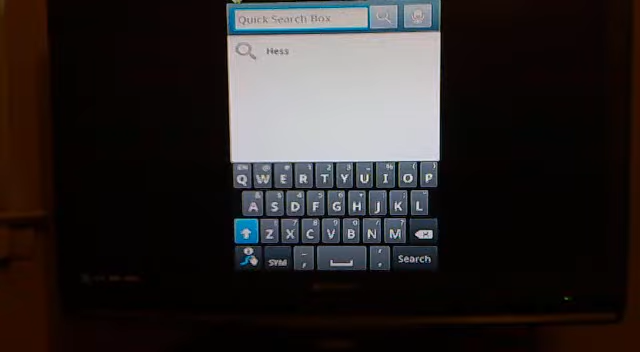 Quick Search Box
Hess
Q W E R T Y U I O P
A S D F G H J K L
Z X C V B N M
SYM Search